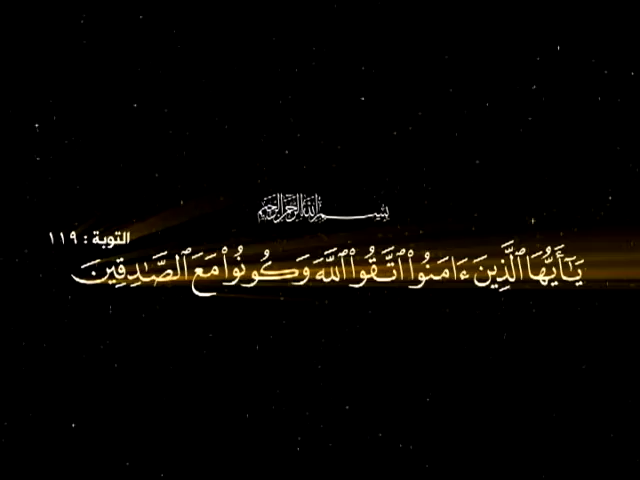 بسم الله الرحمن الرحيم
التوبة : ١١٩
يَٰٓأَيُّهَا ٱلَّذِينَ ءَامَنُوا۟ ٱتَّقُوا۟ ٱللَّهَ وَكُونُوا۟ مَعَ ٱلصَّٰدِقِينَ